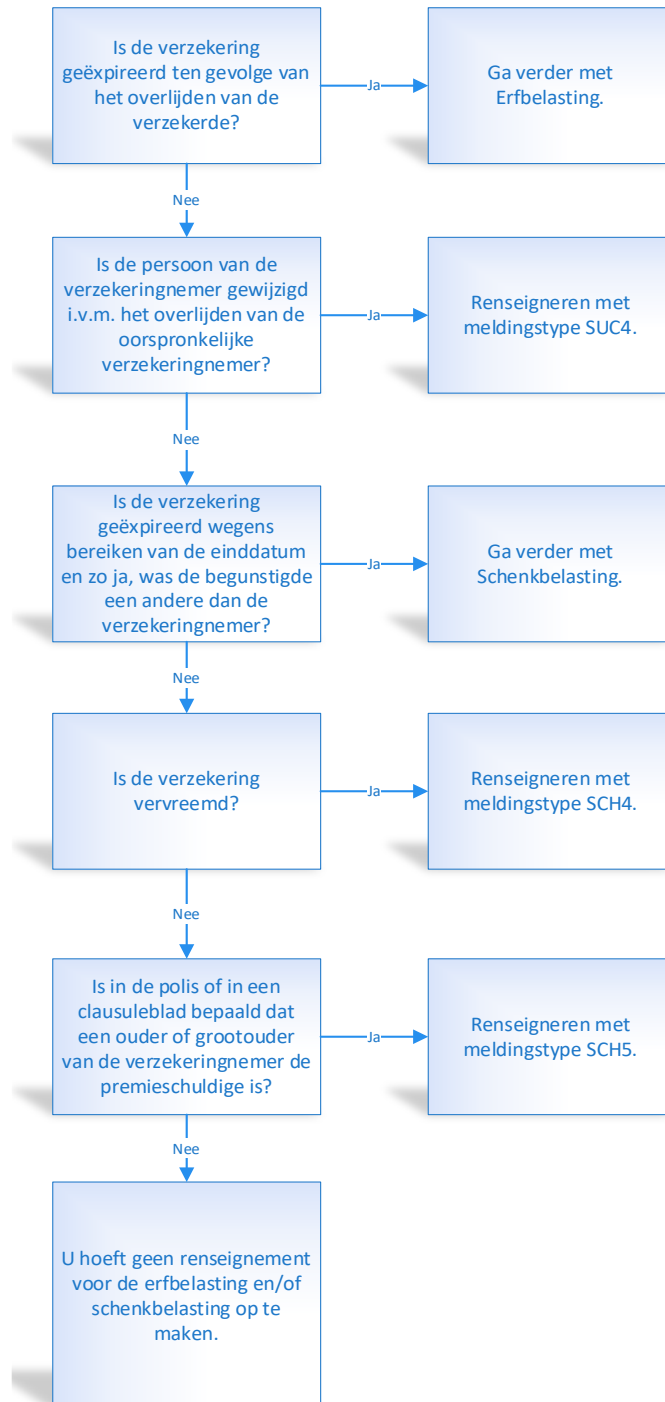 Is de verzekering
geëxpireerd ten gevolge van
het overlijden van de
verzekerde?
Ja
Ga verder met
Erfbelasting.
Nee
Is de persoon van de
verzekeringnemer gewijzigd
i.v.m. het overlijden van de
oorspronkelijke
verzekeringnemer?
Ja
Renseigneren met
meldingstype SUC4.
Nee
Is de verzekering
geëxpireerd wegens
bereiken van de einddatum
en zo ja, was de begunstigde
een andere dan de
verzekeringnemer?
Ja
Ga verder met
Schenkbelasting.
Nee
Is de verzekering
vervreemd?
Ja
Renseigneren met
meldingstype SCH4.
Nee
Is in de polis of in een
clausuleblad bepaald dat
een ouder of grootouder
van de verzekeringnemer de
premieschuldige is?
Ja
Renseigneren met
meldingstype SCH5.
Nee
U hoeft geen renseignement
voor de erfbelasting en/of
schenkbelasting op te
maken.